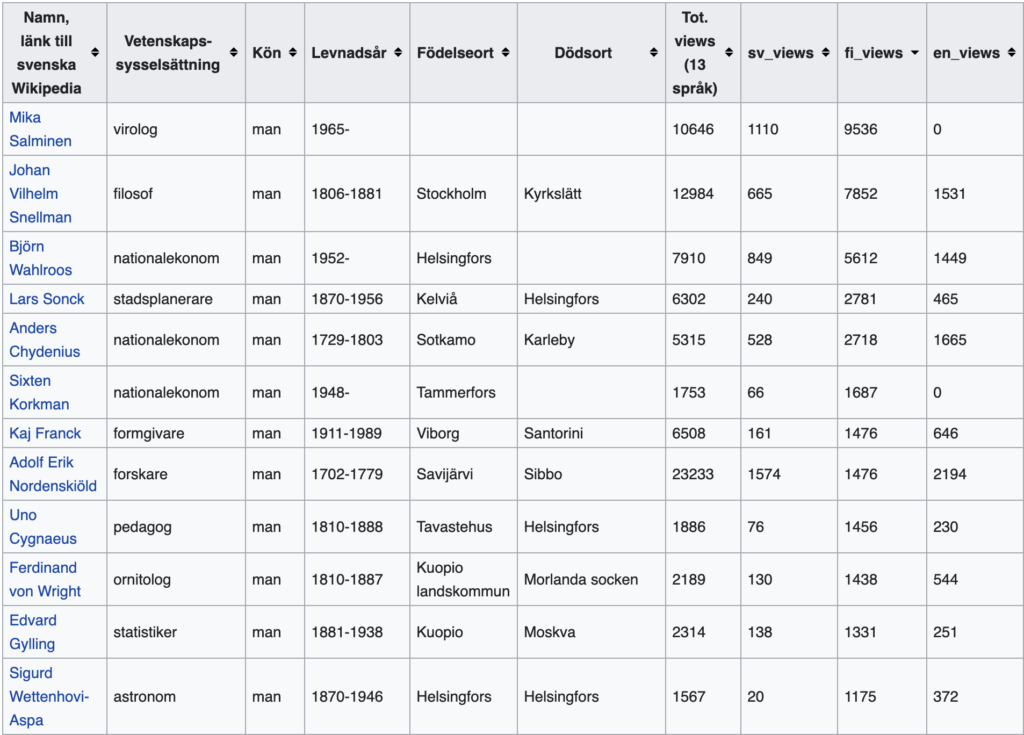 Namn, länk till svenska Wikipedia	Vetenskaps-sysselsättning	Kön	Levnadsår	Födelseort	Dödsort	Tot. views (13 språk)	sv_views	fi_views	en_views
Mika Salminen	virolog	man	1965-			10646	1110	9536	0
Johan Vilhelm Snellman	filosof	man	1806-1881	Stockholm	Kyrkslätt	12984	665	7852	1531
Björn Wahlroos	nationalekonom	man	1952-	Helsingfors		7910	849	5612	1449
Lars Sonck	stadsplanerare	man	1870-1956	Kelviå	Helsingfors	6302	240	2781	465
Anders Chydenius	nationalekonom	man	1729-1803	Sotkamo	Karleby	5315	528	2718	1665
Sixten Korkman	nationalekonom	man	1948-	Tammerfors		1753	66	1687	0
Kaj Franck	formgivare	man	1911-1989	Viborg	Santorini	6508	161	1476	646
Adolf Erik Nordenskiöld	forskare	man	1702-1779	Savijärvi	Sibbo	23233	1574	1476	2194
Uno Cygnaeus	pedagog	man	1810-1888	Tavastehus	Helsingfors	1886	76	1456	230
Ferdinand von Wright	ornitolog	man	1810-1887	Kuopio landskommun	Morlanda socken	2189	130	1438	544
Edvard Gylling	statistiker	man	1881-1938	Kuopio	Moskva	2314	138	1331	251
Sigurd Wettenhovi-Aspa	astronom	man	1870-1946	Helsingfors	Helsingfors	1567	20	1175	372